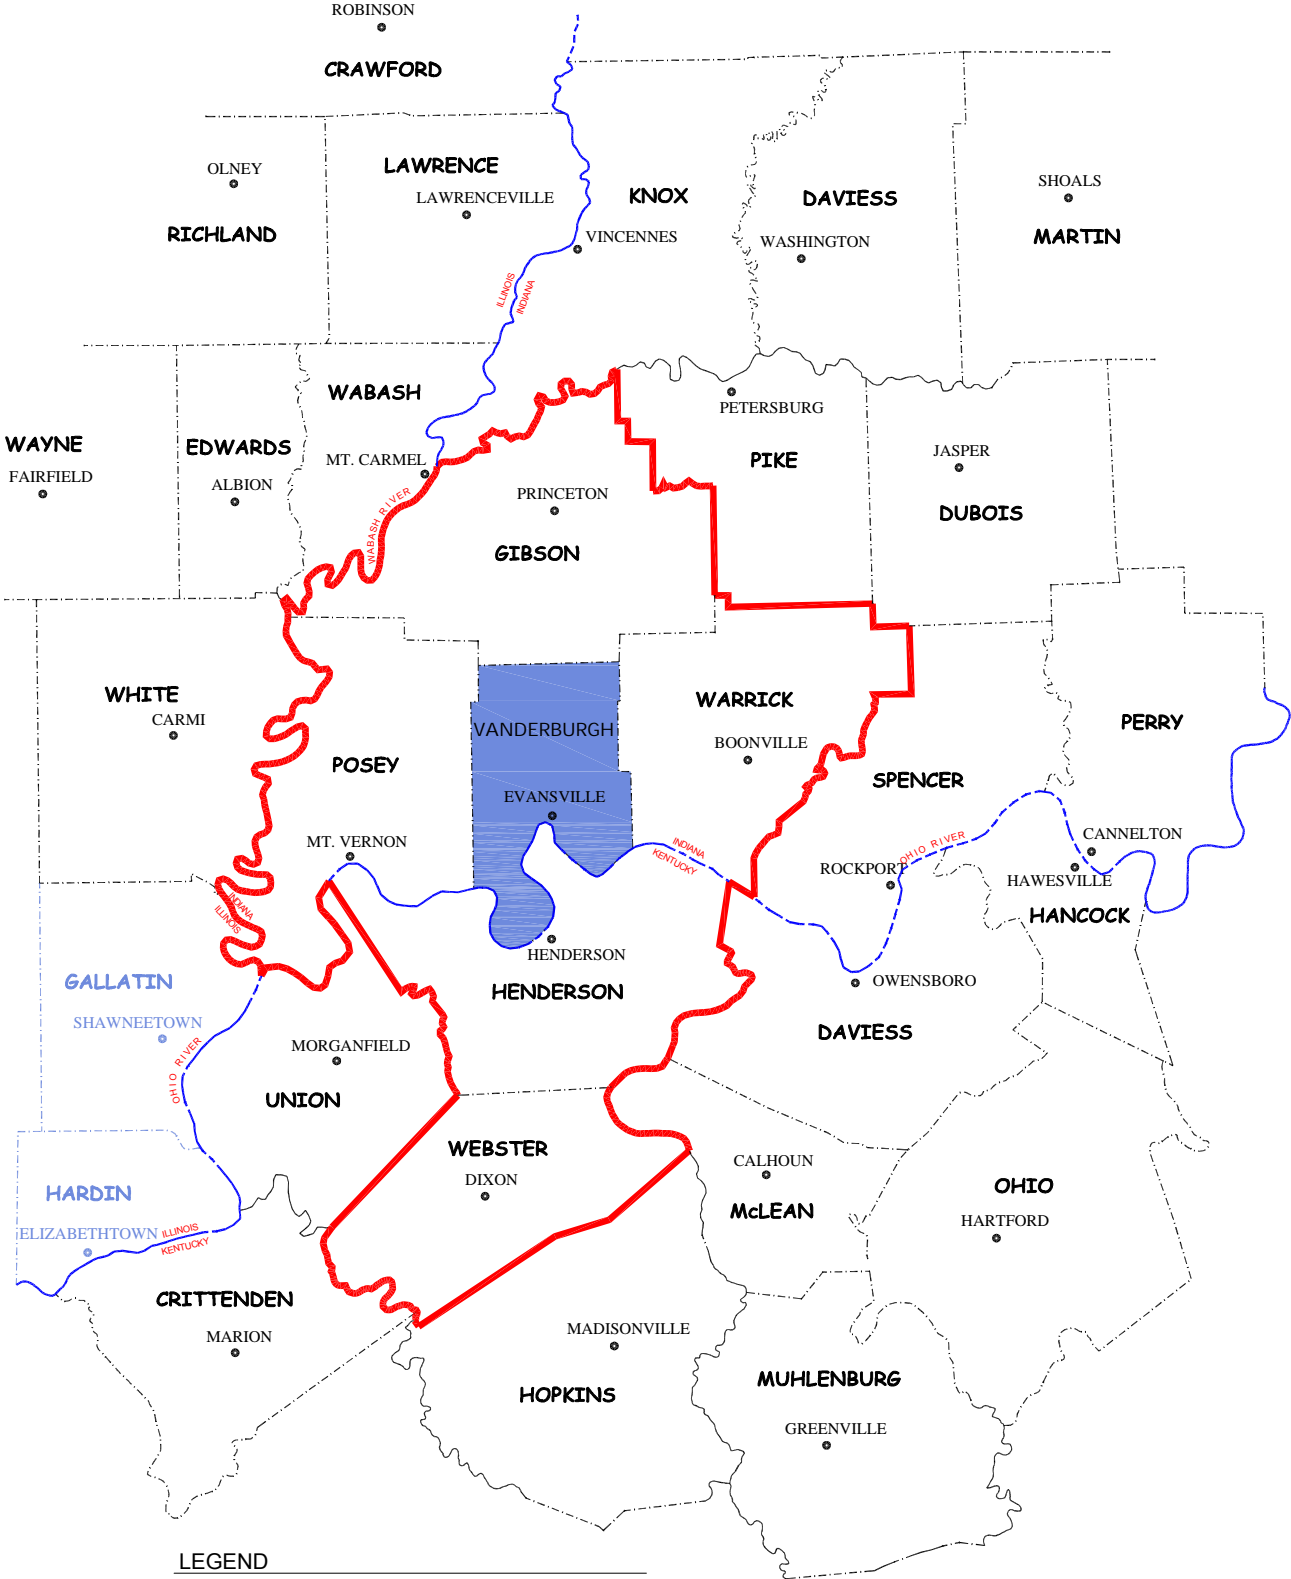 ROBINSON
CRAWFORD
OLNEY
LAWRENCE
LAWRENCEVILLE
KNOX
DAVIESS
SHOALS
RICHLAND
VINCENNES
WASHINGTON
MARTIN
ILLINOIS
INDIANA
WABASH
PETERSBURG
WAYNE
EDWARDS
FAIRFIELD
MT. CARMEL
ALBION
PIKE
JASPER
WABASH RIVER
PRINCETON
DUBOIS
GIBSON
WHITE
CARMI
WARRICK
VANDERBURGH
BOONVILLE
PERRY
POSEY
SPENCER
EVANSVILLE
MT. VERNON
INDIANA
KENTUCKY
OHIO RIVER
CANNELTON
ROCKPORT
HAWESVILLE
HANCOCK
INDIANA
ILLINOIS
HENDERSON
GALLATIN
HENDERSON
OWENSBORO
SHAWNEETOWN
DAVIESS
OHIO RIVER
MORGANFIELD
UNION
WEBSTER
CALHOUN
HARDIN
DIXON
McLEAN
OHIO
HARTFORD
ELIZABETHTOWN
ILLINOIS
KENTUCKY
CRITTENDEN
MARION
MADISONVILLE
HOPKINS
MUHLENBURG
GREENVILLE
LEGEND